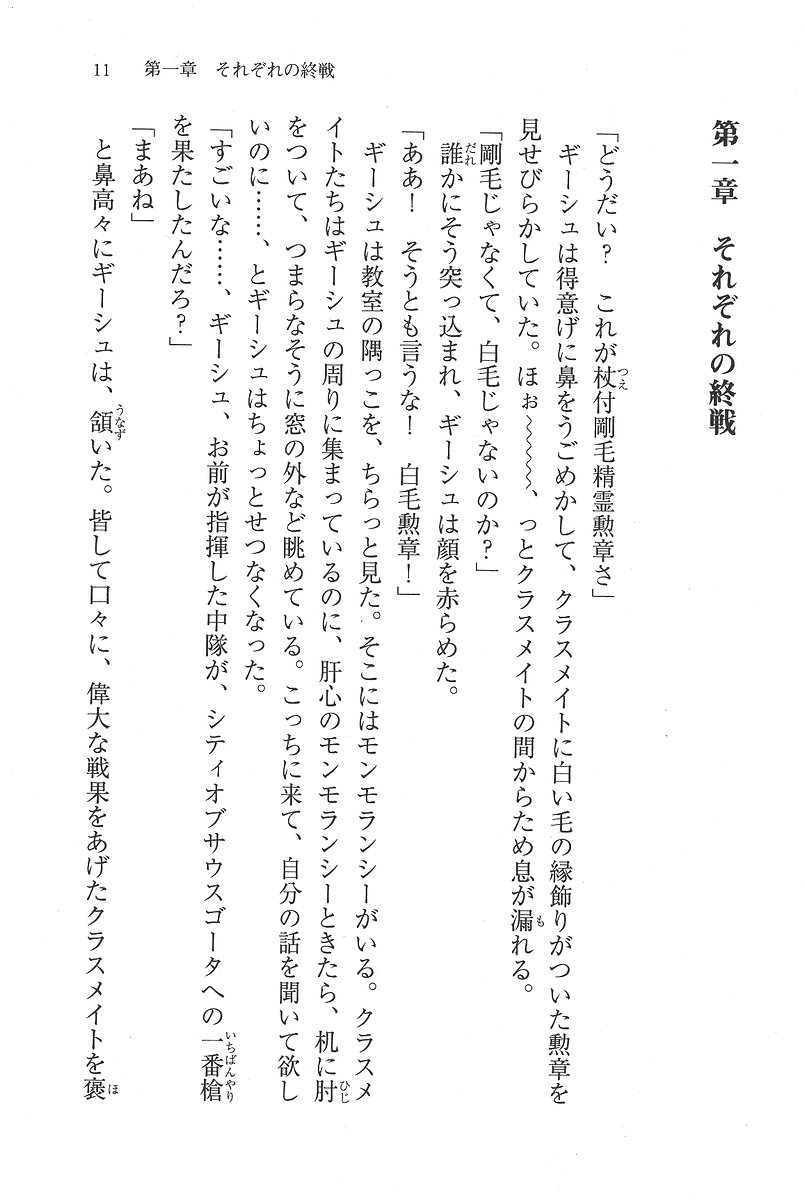 11　第一章　それぞれの終戦
第一章　それぞれの終戦
「どうだい？　これが杖付剛毛精霊勲章さ」
ギーシュは得意げに鼻をうごめかして、クラスメイトに白い毛の縁飾りがついた勲章を
見せびらかしていた。ほぉ～～～～、っとクラスメイトの間からため息が漏れる。
「剛毛じゃなくて、白毛じゃないのか？」
誰かにそう突っ込まれ、ギーシュは顔を赤らめた。
「ああ！　そうとも言うな！　白毛勲章！」
ギーシュは教室の隅っこを、ちらっと見た。そこにはモンモランシーがいる。クラスメ
イトたちはギーシュの周りに集まっているのに、肝心のモンモランシーときたら、机に肘
をついて、つまらなそうに窓の外など眺めている。こっちに来て、自分の話を聞いて欲し
いのに……、とギーシュはちょっとせつなくなった。
「すごいな……、ギーシュ、お前が指揮した中隊が、シティオブサウスゴータへの一番槍
を果たしたんだろ？」
「まあね」
と鼻高々にギーシュは、頷いた。皆して口々に、偉大な戦果をあげたクラスメイトを褒